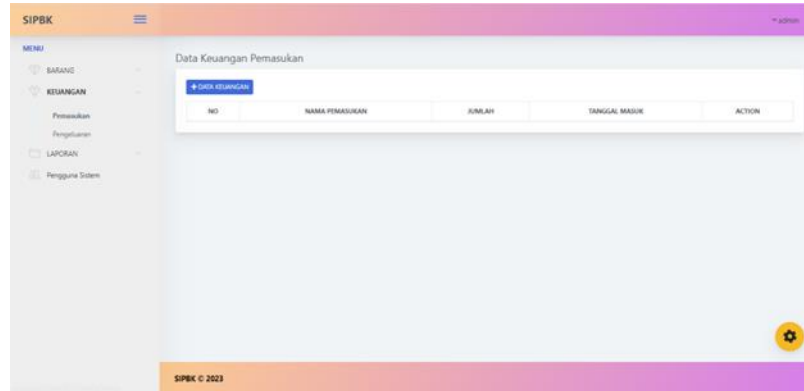 SIPBK
admin
MENU
BARANG
KEUANGAN
Pemasukan
Pengeluaran
LAPORAN
Pengguna Sistem
Data Keuangan Pemasukan
+ DATA KEUANGAN
NO NAMA PEMASUKAN JUMLAH TANGGAL MASUK ACTION
SIPBK © 2023